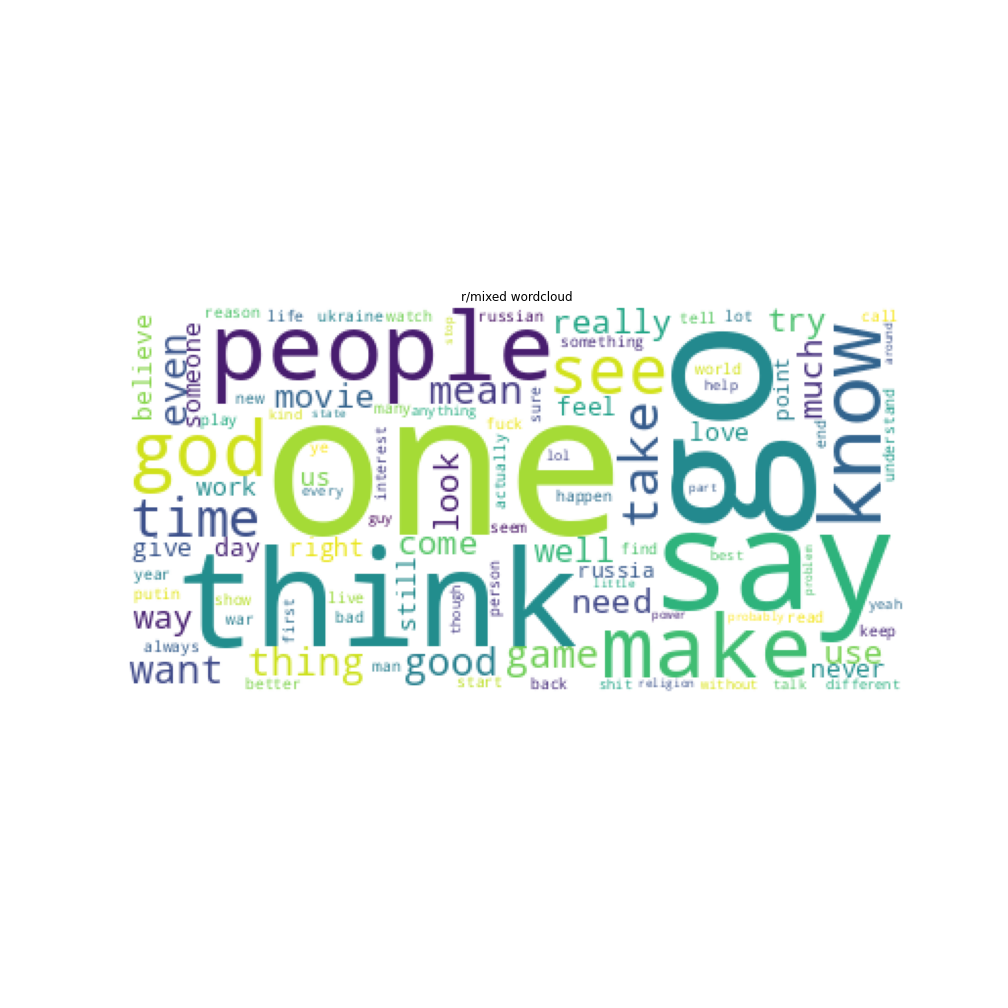 r/mixed wordcloud
reason life ukraine watch stop russian really tell lot try call
believe even someone people something see go world help point much know around
new movie mean sure feel
kind state many anything play fuck love end understand
god one ye us every interest look actually lol take part
work happen
time guy seem
give day right come well find say best problem
year think still person russia little
putin show live first though need power yeah
way war bad make probably read keep
always
want thing man good game use never
better start back shit religion without talk different